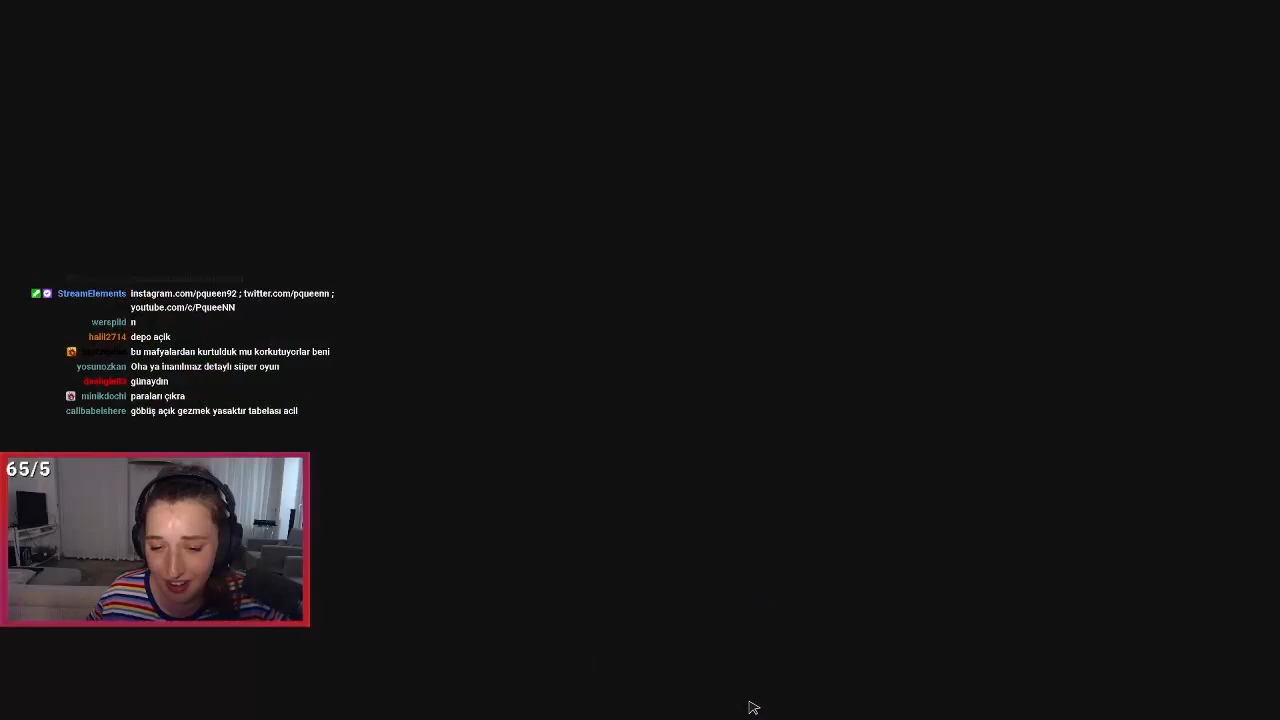 StreamElements instagram.com/pqueen92 ; twitter.com/pqueenn ;
youtube.com/c/PqueeNN
werspild n
halil2714 depo açik
bu mafyalardan kurtulduk mu korkutuyorlar beni
yosunozkan Oha ya inanılmaz detaylı süper oyun
günaydın
minikdochi paraları çıkra
callbabelshere göbüş açık gezmek yasaktır tabelası acil
65/5